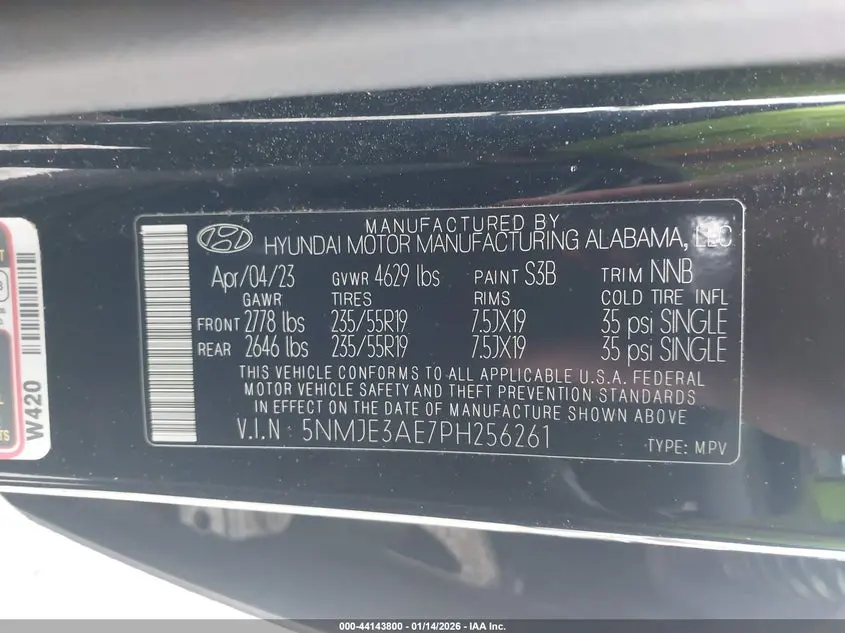 MANUFACTURED BY
HYUNDAI MOTOR MANUFACTURING ALABAMA, LLC
Apr/04/23 GVWR 4629 lbs PAINT S3B TRIM NNB
GAWR TIRES RIMS COLD TIRE INFL
FRONT 2778 lbs 235/55R19 7.5JX19 35 psi SINGLE
REAR 2646 lbs 235/55R19 7.5JX19 35 psi SINGLE
THIS VEHICLE CONFORMS TO ALL APPLICABLE U.S.A. FEDERAL
MOTOR VEHICLE SAFETY AND THEFT PREVENTION STANDARDS
IN EFFECT ON THE DATE OF MANUFACTURE SHOWN ABOVE
V.I.N : 5NMJE3AE7PH256261 TYPE: MPV
W420
000-44143800 - 01/14/2026 - IAA Inc.